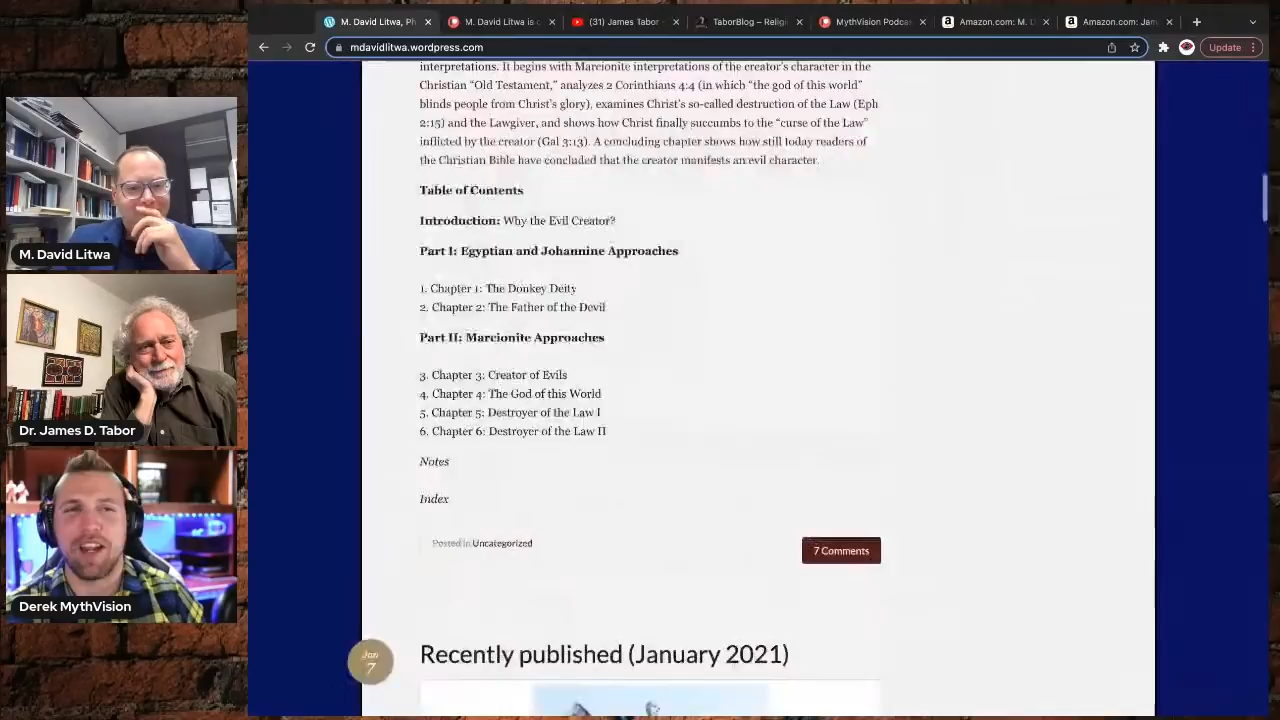 M. David Litwa, Ph
M. David Litwa is c
(31) James Tabor
TaborBlog – Relig
MythVision Podcas
Amazon.com: M. D
Amazon.com: Jam
mdavidlitwa.wordpress.com
Update
interpretations. It begins with Marcionite interpretations of the creator's character in the
Christian “Old Testament,” analyzes 2 Corinthians 4:4 (in which “the god of this world”
blinds people from Christ's glory), examines Christ's so-called destruction of the Law (Eph
2:15) and the Lawgiver, and shows how Christ finally succumbs to the “curse of the Law”
inflicted by the creator (Gal 3:13). A concluding chapter shows how still today readers of
the Christian Bible have concluded that the creator manifests an evil character.
Table of Contents
Introduction: Why the Evil Creator?
Part I: Egyptian and Johannine Approaches
1. Chapter 1: The Donkey Deity
2. Chapter 2: The Father of the Devil
Part II: Marcionite Approaches
3. Chapter 3: Creator of Evils
4. Chapter 4: The God of this World
5. Chapter 5: Destroyer of the Law I
6. Chapter 6: Destroyer of the Law II
Notes
Index
Posted in Uncategorized
7 Comments
Jan
7
Recently published (January 2021)
M. David Litwa
Dr. James D. Tabor
Derek MythVision